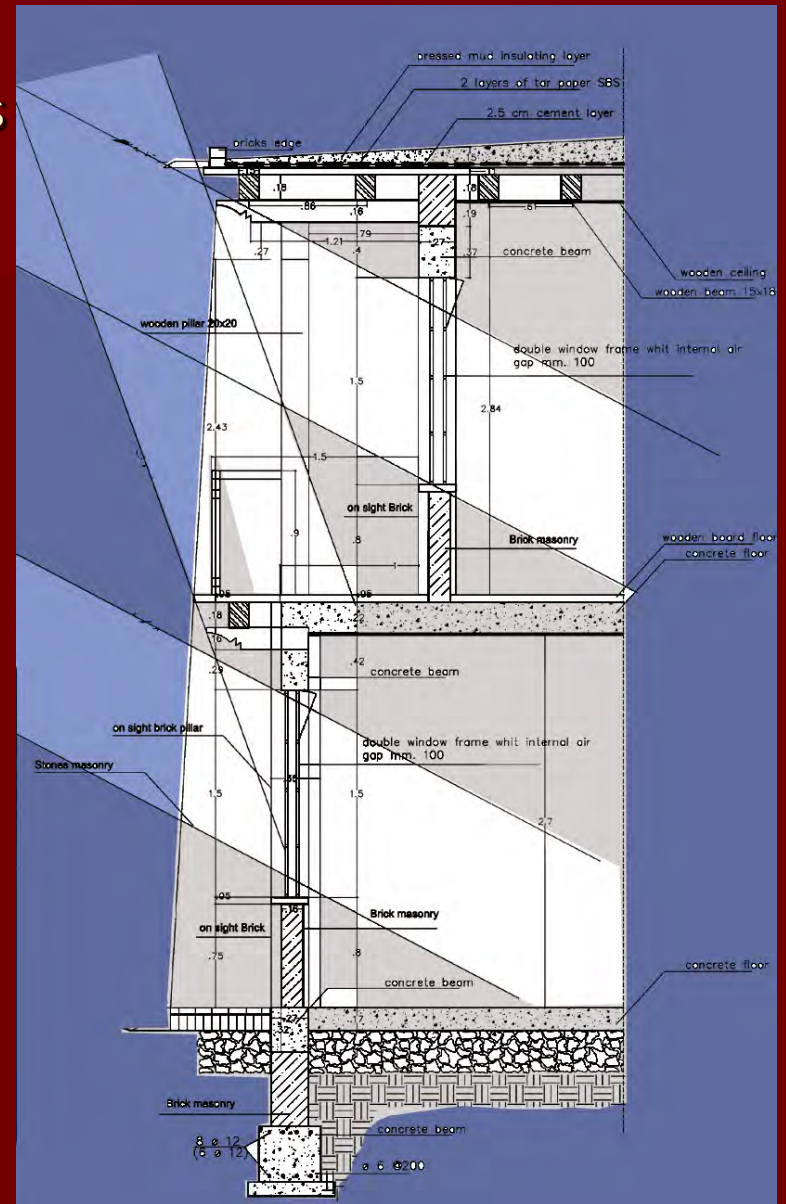 S
pressed mud insulating layer
2 layers of tar paper SBS
2.5 cm cement layer
bricks edge
.15
.18
.18
.66
.16
.61
.19
.79
1.21
.27
.27
.4
.37
concrete beam
wooden ceiling
wooden beam 15x18
wooden pillar 20x20
double window frame whit internal air
gap mm. 100
1.5
2.84
2.43
1.5
on sight Brick
.9
.8
Brick masonry
wooden board floor
concrete floor
1
.05
.05
.18
.22
.16
.29
.42
concrete beam
on sight brick pillar
double window frame whit internal air
gap mm. 100
Stones masonry
.35
1.5
1.5
2.7
.05
.16
Brick masonry
on sight Brick
.75
.8
concrete floor
concrete beam
.27
.17
.32
Brick masonry
concrete beam
8 ø 12
(6 ø 12)
ø 6 @200